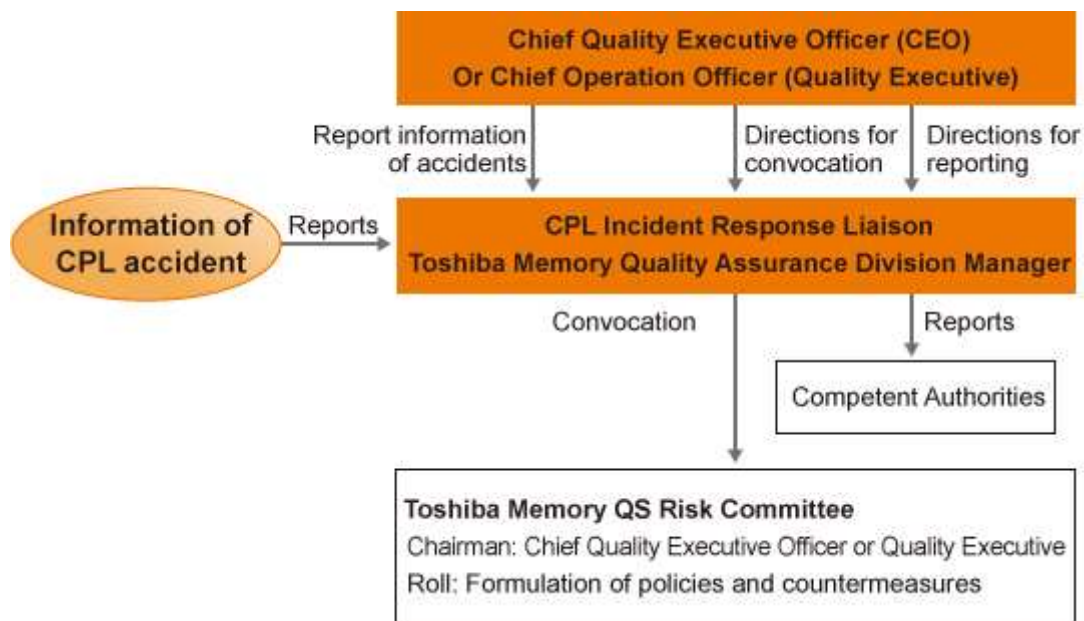 Chief Quality Executive Officer (CEO)
Or Chief Operation Officer (Quality Executive)
Report information
of accidents
Directions for
convocation
Directions for
reporting
Information of
CPL accident
Reports
CPL Incident Response Liaison
Toshiba Memory Quality Assurance Division Manager
Convocation
Reports
Competent Authorities
Toshiba Memory QS Risk Committee
Chairman: Chief Quality Executive Officer or Quality Executive
Roll: Formulation of policies and countermeasures